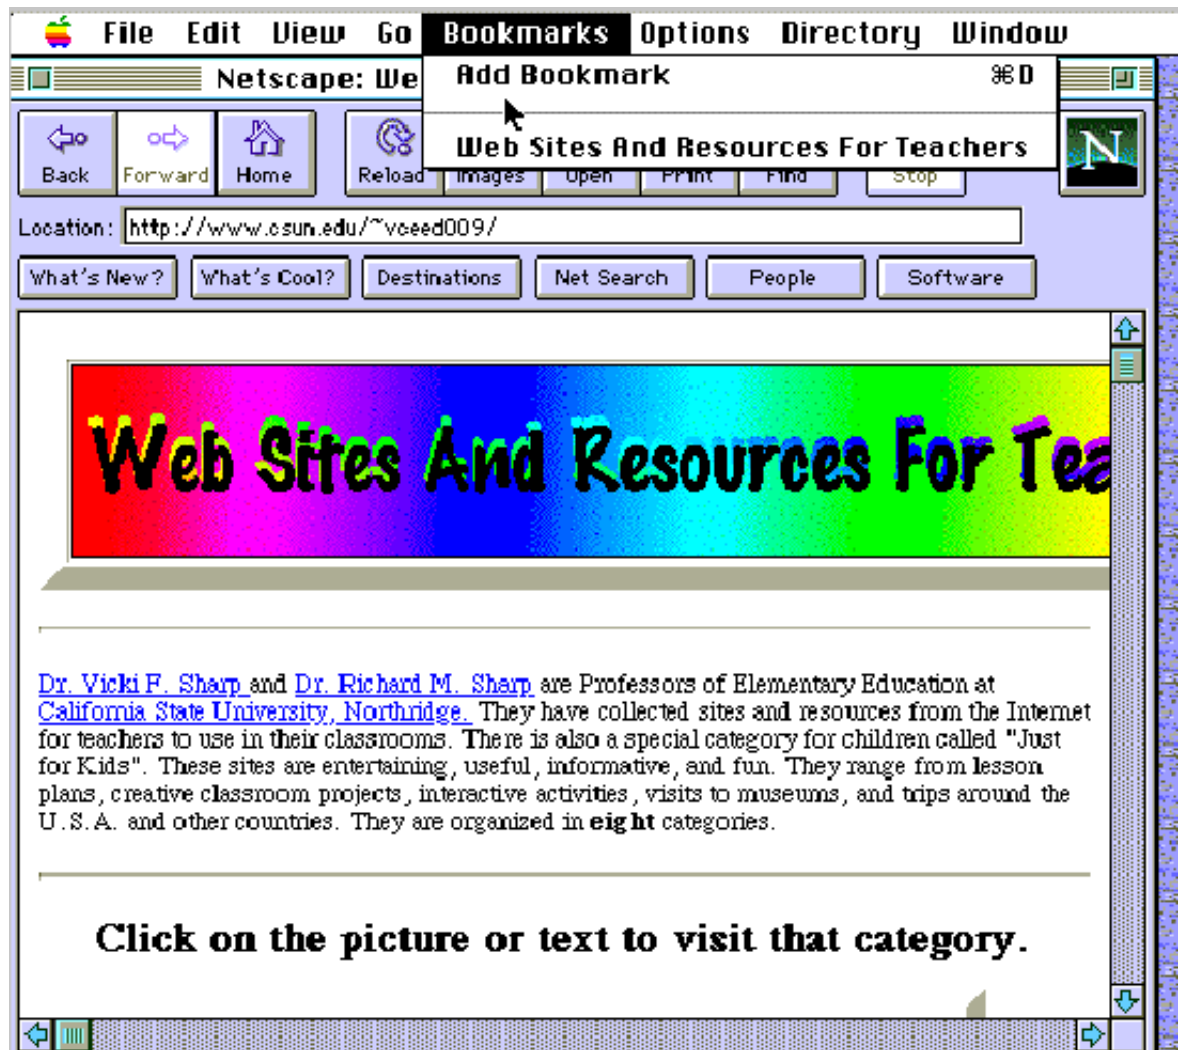 File Edit View Go Bookmarks Options Directory Window
Netscape: We
Add Bookmark ⌘D
Web Sites And Resources For Teachers
Back Forward Home Reload Images Open Print Find Stop
N
Location: http://www.csun.edu/~vceed009/
What's New? What's Cool? Destinations Net Search People Software
Web Sites And Resources For Tea
Dr. Vicki F. Sharp and Dr. Richard M. Sharp are Professors of Elementary Education at
California State University, Northridge. They have collected sites and resources from the Internet
for teachers to use in their classrooms. There is also a special category for children called "Just
for Kids". These sites are entertaining, useful, informative, and fun. They range from lesson
plans, creative classroom projects, interactive activities, visits to museums, and trips around the
U.S.A. and other countries. They are organized in eight categories.
Click on the picture or text to visit that category.